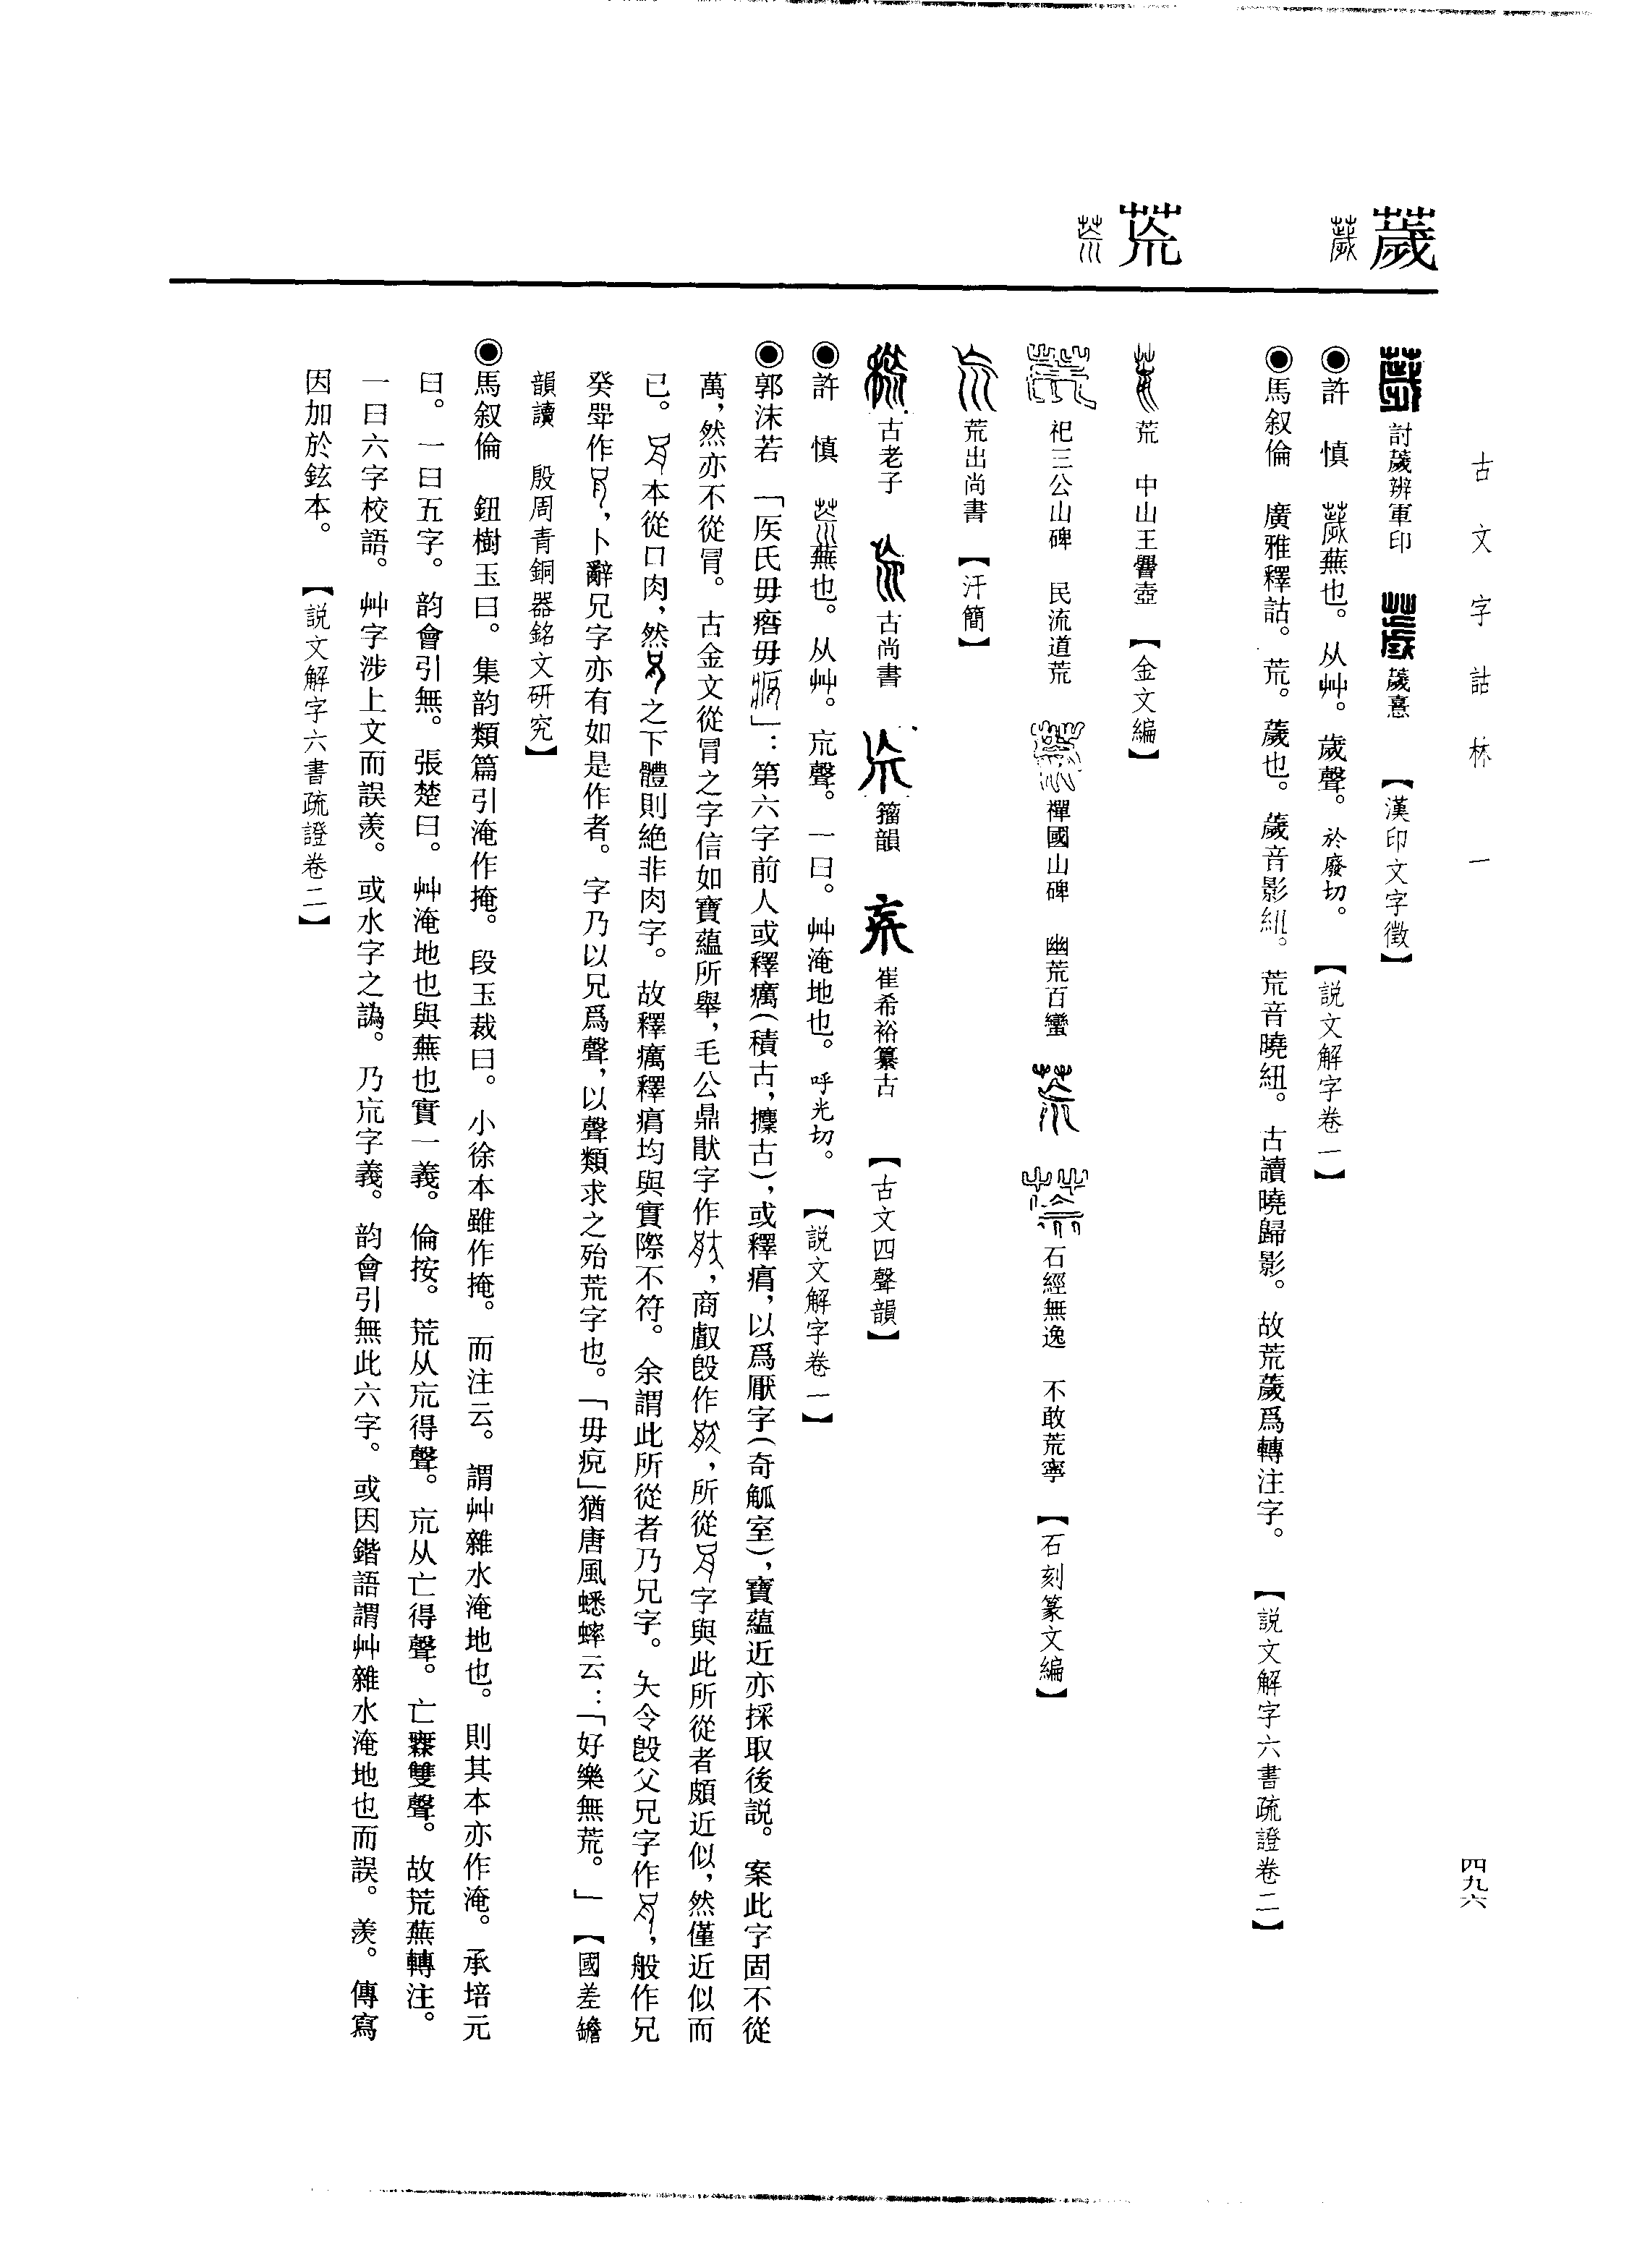 古文字詁林 一
四九六
薉
荒
討薉辨軍印 薉憙 【漢印文字徵】
◉許 慎 蕪也。从艸。歲聲。於廢切。 【説文解字卷一】
◉馬叙倫 廣雅釋詁。荒。薉也。薉音影紐。荒音曉紐。古讀曉歸影。故荒薉爲轉注字。 【説文解字六書疏證卷二】
荒 中山王𰯼壺 【金文編】
祀三公山碑 民流道荒 禪國山碑 幽荒百蠻 石經無逸 不敢荒寧 【石刻篆文編】
荒出尚書 【汗簡】
古老子 古尚書 籀韻 崔希裕纂古 【古文四聲韻】
◉許 慎 蕪也。从艸。巟聲。一曰。艸淹地也。呼光切。 【説文解字卷一】
◉郭沫若 「厌氏毋瘩毋」：第六字前人或釋癘(積古，攗古)，或釋痟，以爲厭字(奇觚室)，寶蘊近亦採取後説。案此字固不從
萬，然亦不從冐。古金文從冐之字信如寶蘊所舉，毛公鼎猒字作，商䣄𣪘作，所從字與此所從者頗近似，然僅近似而
已。本從口肉，然之下體則絶非肉字。故釋癘釋痟均與實際不符。余謂此所從者乃兄字。夨令𣪘父兄字作，般作兄
癸斝作，卜辭兄字亦有如是作者。字乃以兄爲聲，以聲類求之殆荒字也。「毋㾮」猶唐風蟋蟀云：「好樂無荒。」 【國差𦉜
韻讀 殷周青銅器銘文研究】
◉馬叙倫 鈕樹玉曰。集韵類篇引淹作掩。段玉裁曰。小徐本雖作掩。而注云。謂艸雜水淹地也。則其本亦作淹。承培元
曰。一曰五字。韵會引無。張楚曰。艸淹地也與蕪也實一義。倫按。荒从巟得聲。巟从亡得聲。亡霖雙聲。故荒蕪轉注。
一曰六字校語。艸字涉上文而誤羨。或水字之譌。乃巟字義。韵會引無此六字。或因鍇語謂艸雜水淹地也而誤。羨。傳寫
因加於鉉本。 【説文解字六書疏證卷二】